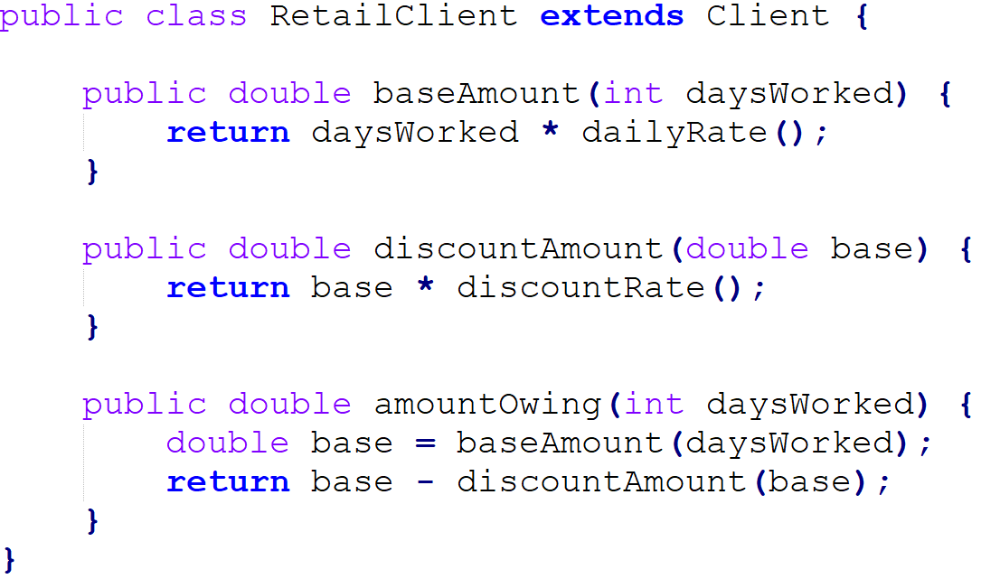 public class RetailClient extends Client {
public double baseAmount(int daysWorked) {
return daysWorked * dailyRate();
}
public double discountAmount(double base) {
return base * discountRate();
}
public double amountOwing(int daysWorked) {
double base = baseAmount(daysWorked);
return base - discountAmount(base);
}
}